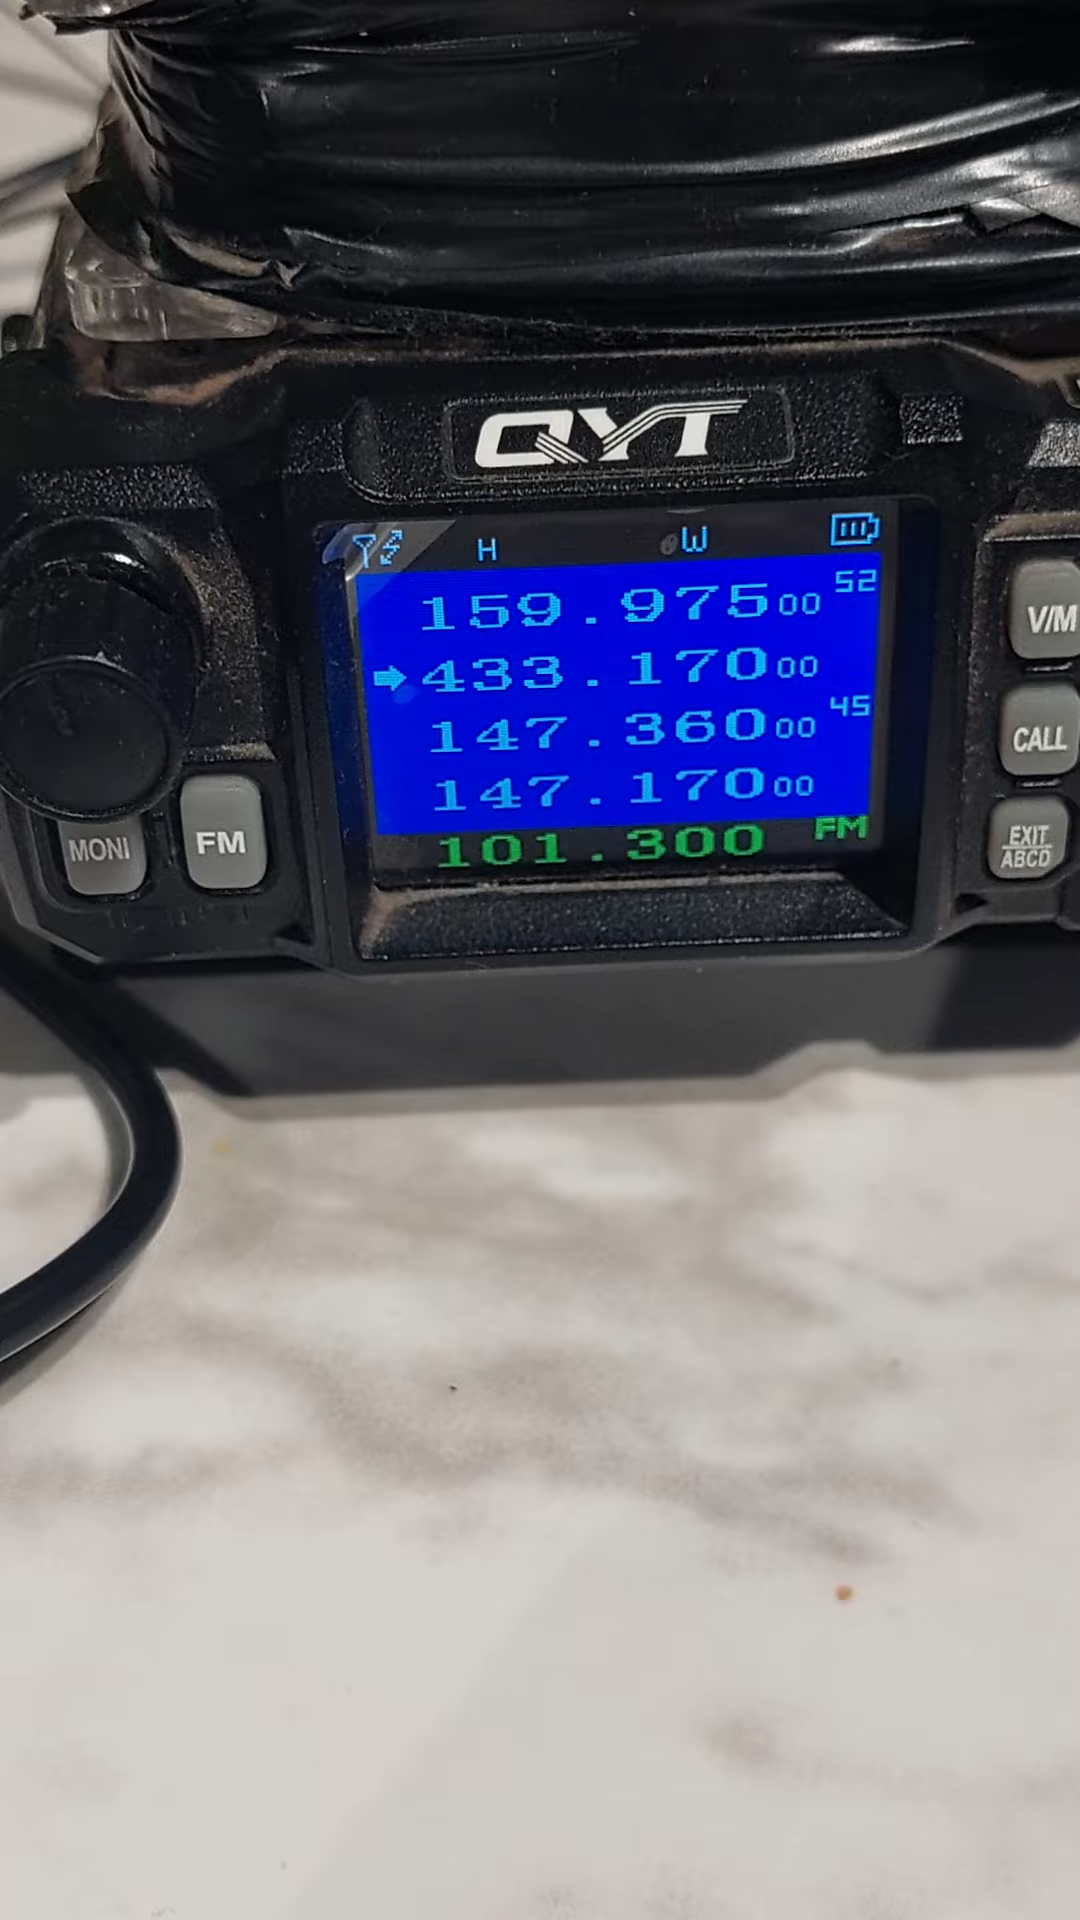 QYT
H W
159.97500 52
433.17000
147.36000 45
147.17000
101.300 FM
MONI
FM
V/M
CALL
EXIT
ABCD